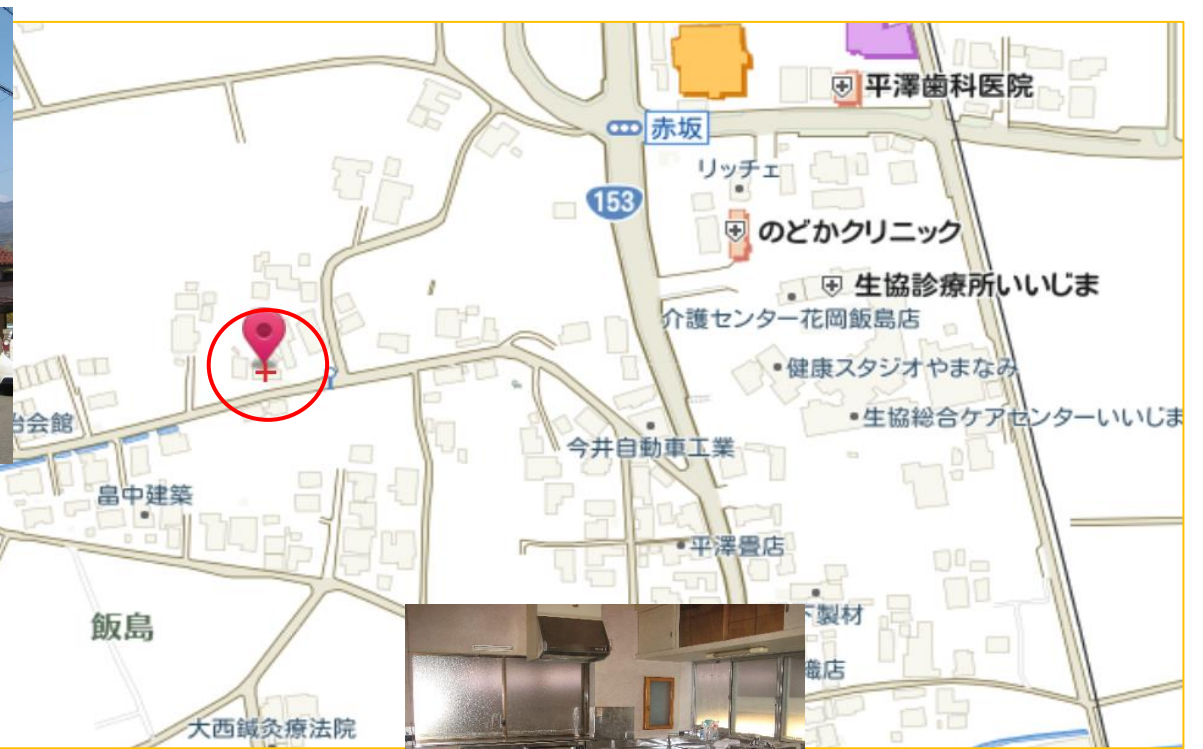 平澤歯科医院
赤坂
リッチェ
153
のどかクリニック
生協診療所いいじま
介護センター花岡飯島店
健康スタジオやまなみ
会館
生協総合ケアセンターいいじま
今井自動車工業
畠中建築
平澤畳店
製材
飯島
店
大西鍼灸療法院